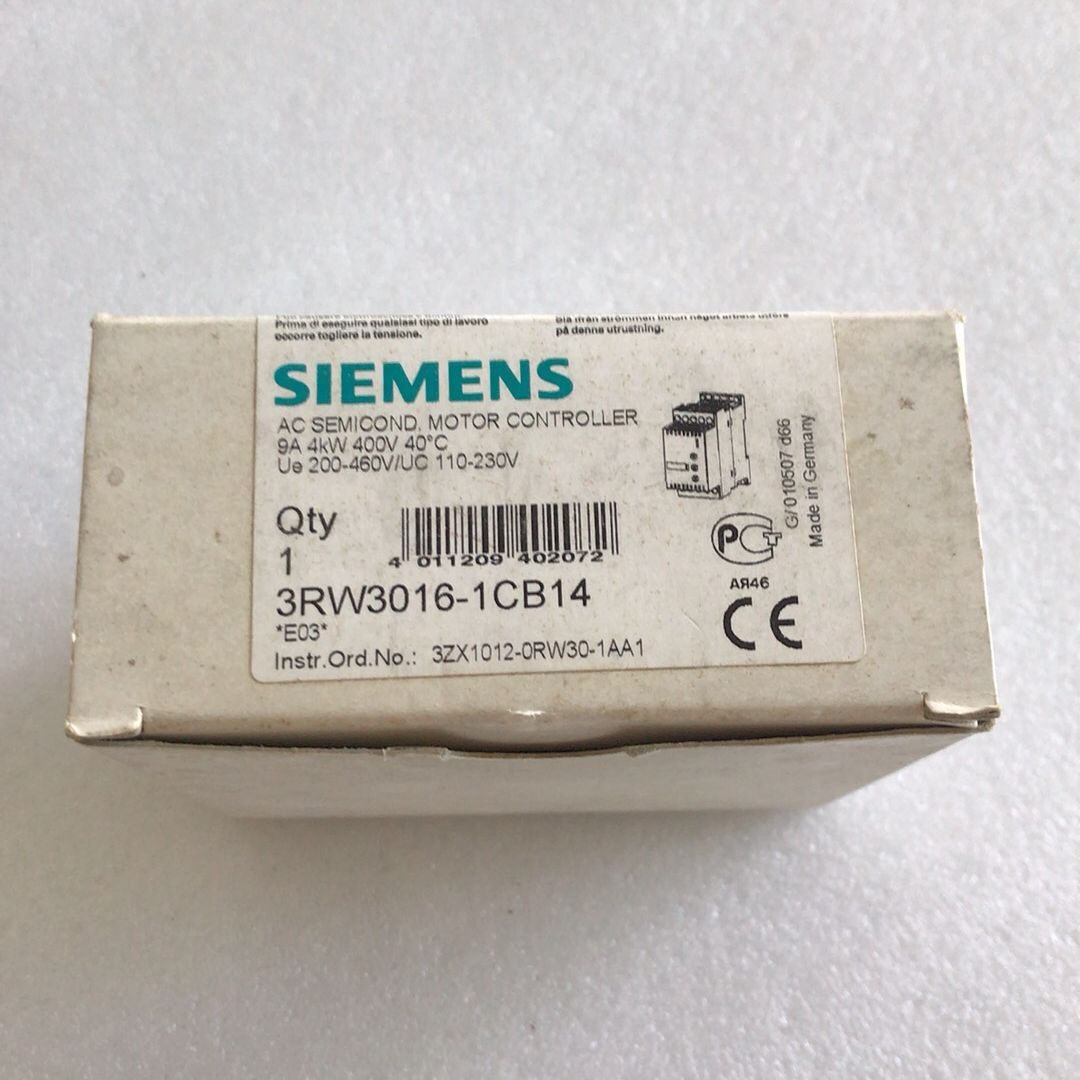 Prima di eseguire qualsiasi tipo di lavoro
occorre togliere la tensione.
på denna utrustning.
SIEMENS
AC SEMICOND. MOTOR CONTROLLER
9A 4kW 400V 40°C
Ue 200-460V/UC 110-230V
Qty
1
4 011209 402072
3RW3016-1CB14
*E03*
Instr.Ord.No.: 3ZX1012-0RW30-1AA1
G/010507 d66
Made in Germany
АЯ46
CE